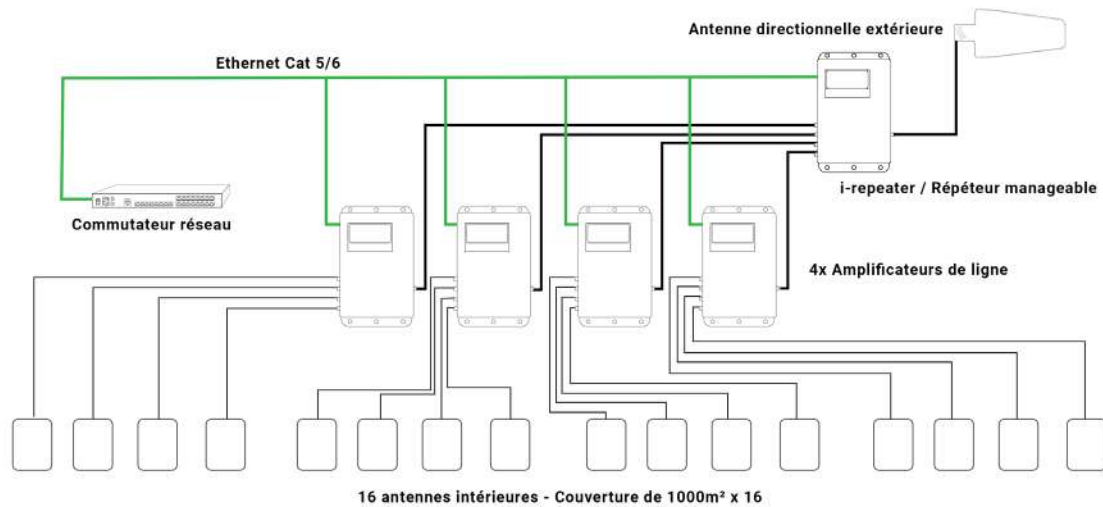 Antenne directionnelle extérieure
Ethernet Cat 5/6
i-repeater / Répéteur manageable
Commutateur réseau
4x Amplificateurs de ligne
16 antennes intérieures - Couverture de 1000m² x 16